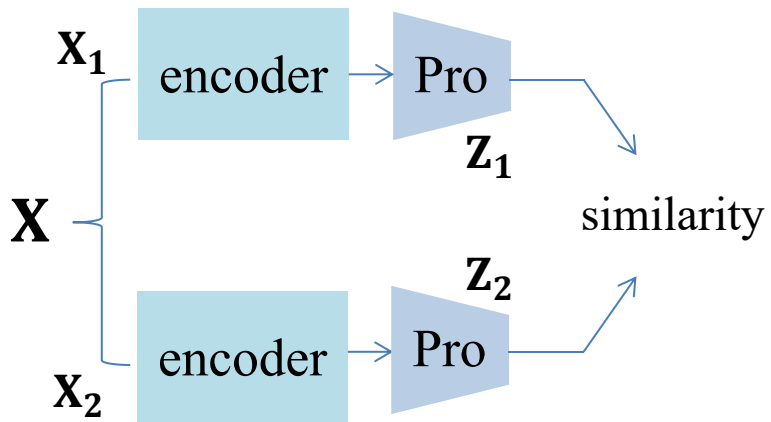 X₁
encoder
Pro
Z₁
X
similarity
Z₂
encoder
Pro
X₂